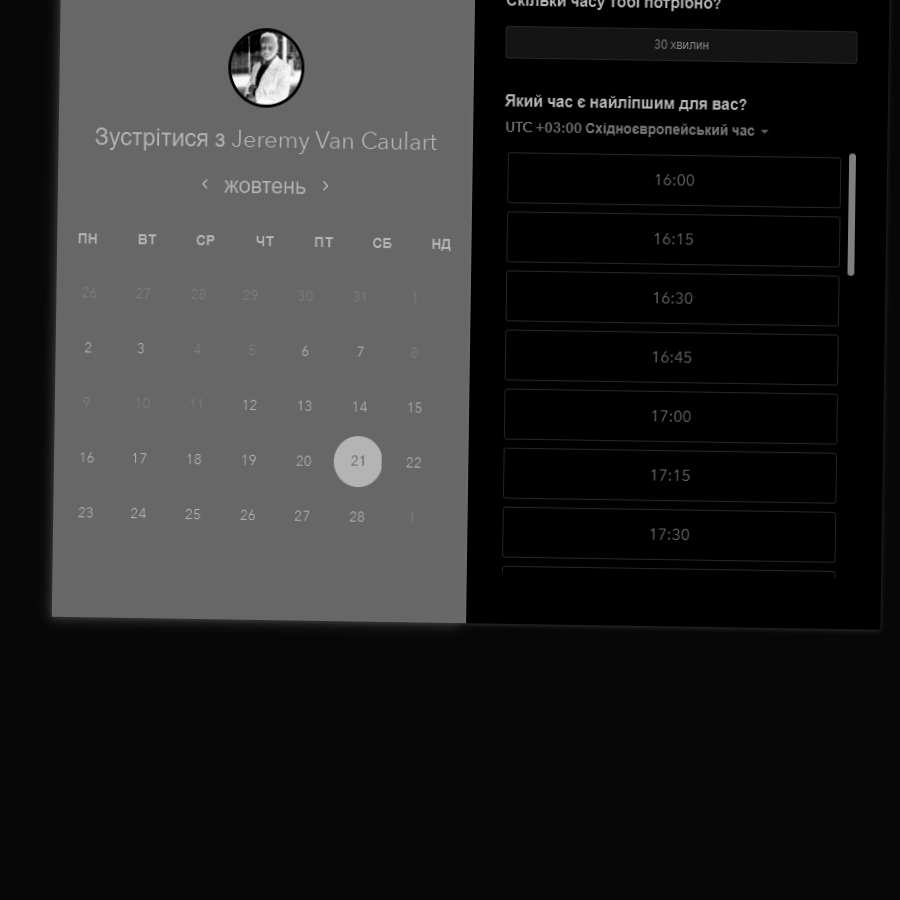 Зустрітися з Jeremy Van Caulart
‹ жовтень ›
ПН ВТ СР ЧТ ПТ СБ НД
26 27 28 29 30 31 1
2 3 4 5 6 7 8
9 10 11 12 13 14 15
16 17 18 19 20 21 22
23 24 25 26 27 28 1
Скільки часу тобі потрібно?
30 хвилин
Який час є найліпшим для вас?
UTC +03:00 Східноєвропейський час
16:00
16:15
16:30
16:45
17:00
17:15
17:30